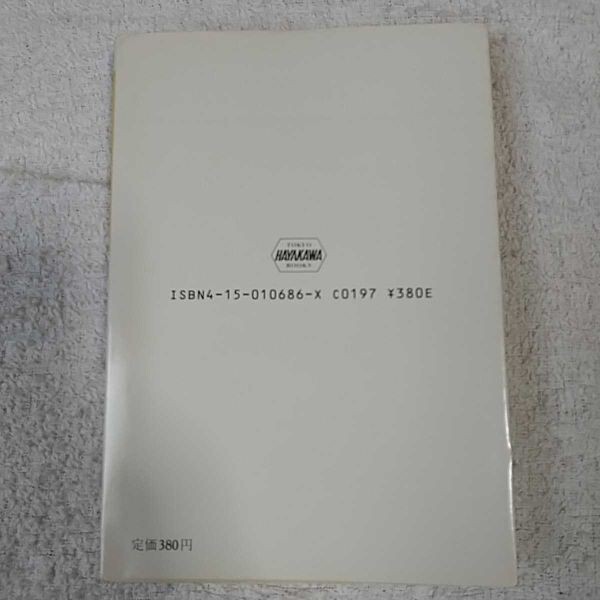 TOKYO
HAYAKAWA
BOOKS
ISBN4-15-010686-X C0197 ¥380E
定価380円